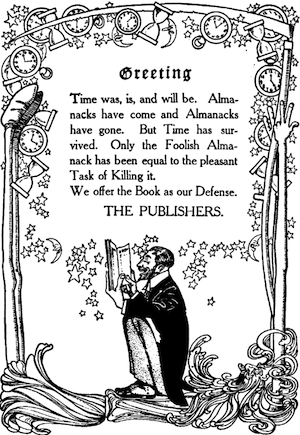 Greeting
Time was, is, and will be. Alma-
nacks have come and Almanacks
have gone. But Time has sur-
vived. Only the Foolish Alma-
nack has been equal to the pleasant
Task of Killing it.
We offer the Book as our Defense.
THE PUBLISHERS.